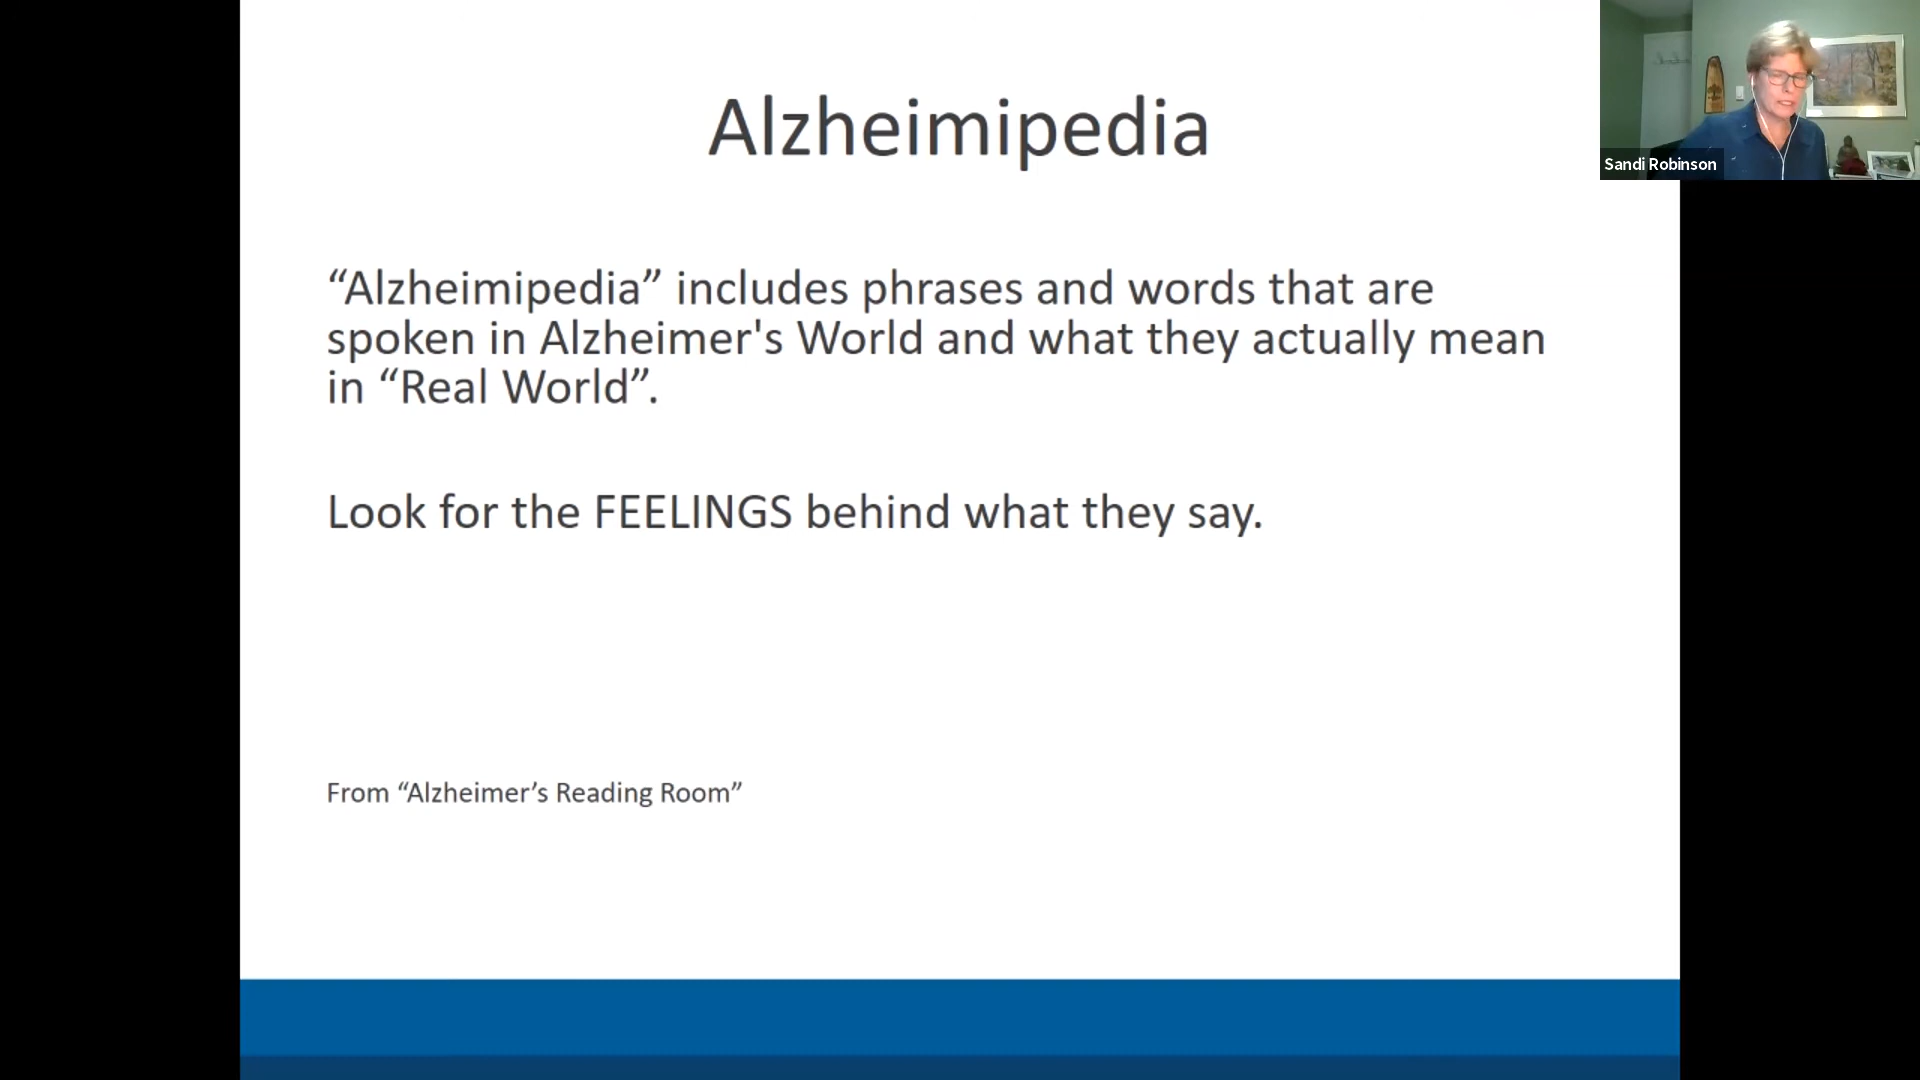 Alzheimipedia
“Alzheimipedia” includes phrases and words that are
spoken in Alzheimer's World and what they actually mean
in “Real World”.
Look for the FEELINGS behind what they say.
From “Alzheimer’s Reading Room”
Sandi Robinson